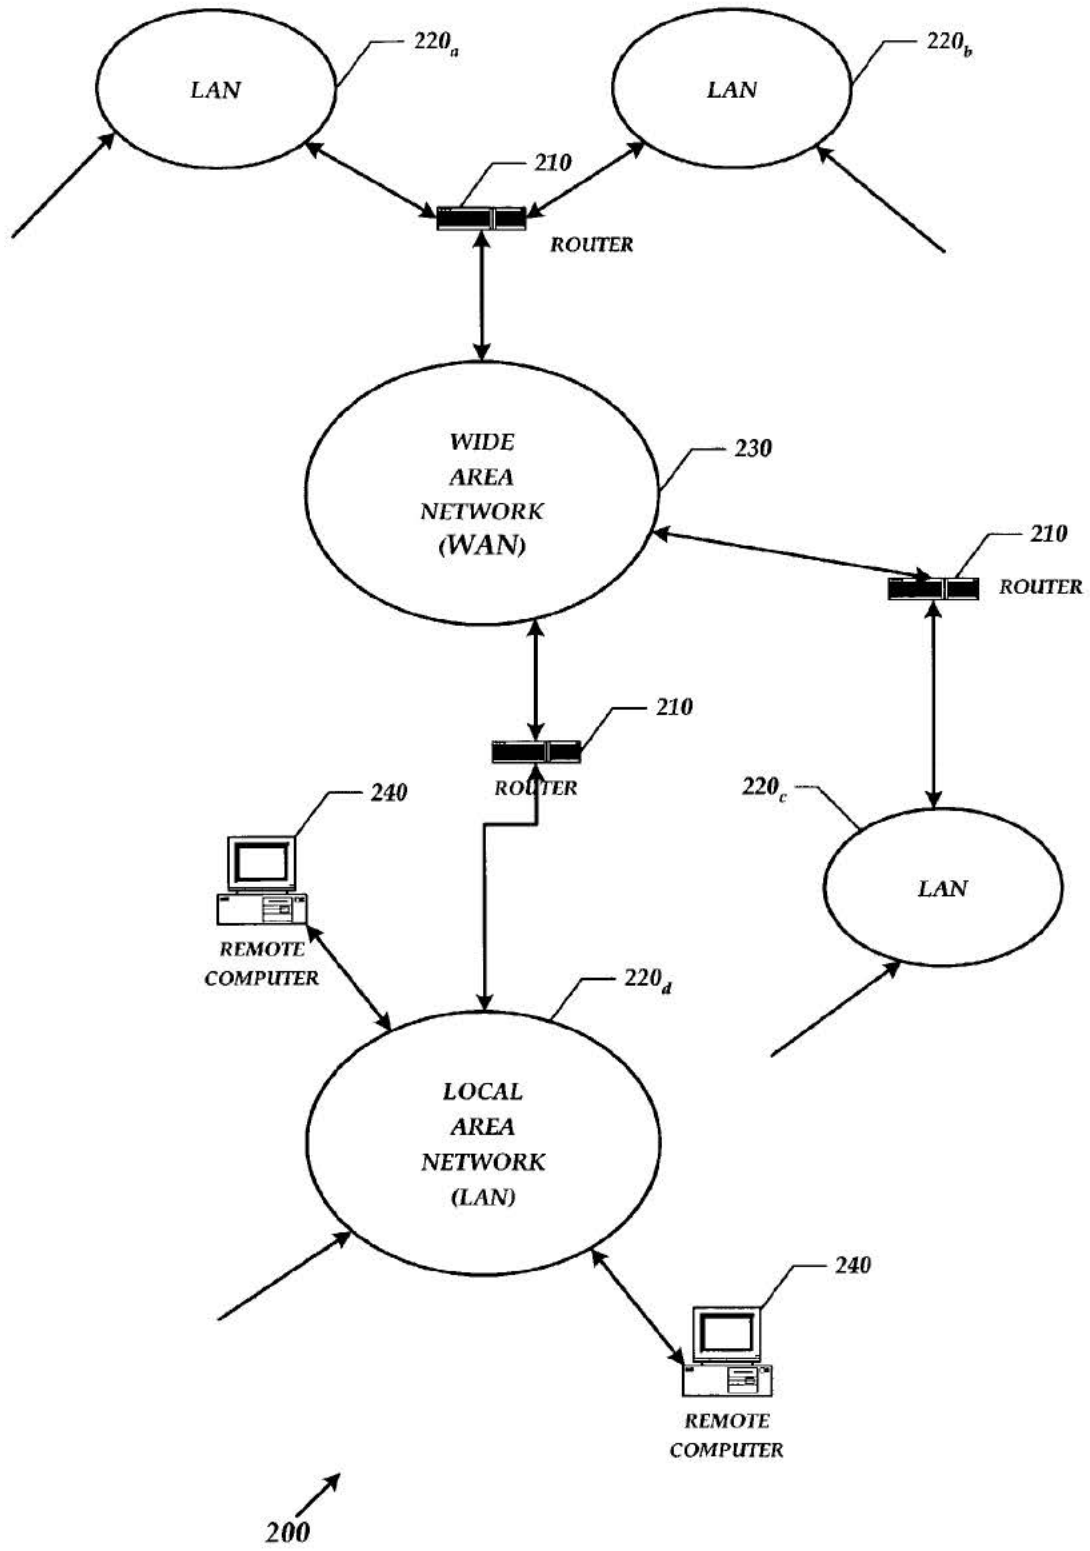 220a
220b
LAN
LAN
210
ROUTER
WIDE
AREA
NETWORK
(WAN)
230
210
ROUTER
210
ROUTER
240
220c
LAN
REMOTE
COMPUTER
220d
LOCAL
AREA
NETWORK
(LAN)
240
REMOTE
COMPUTER
200